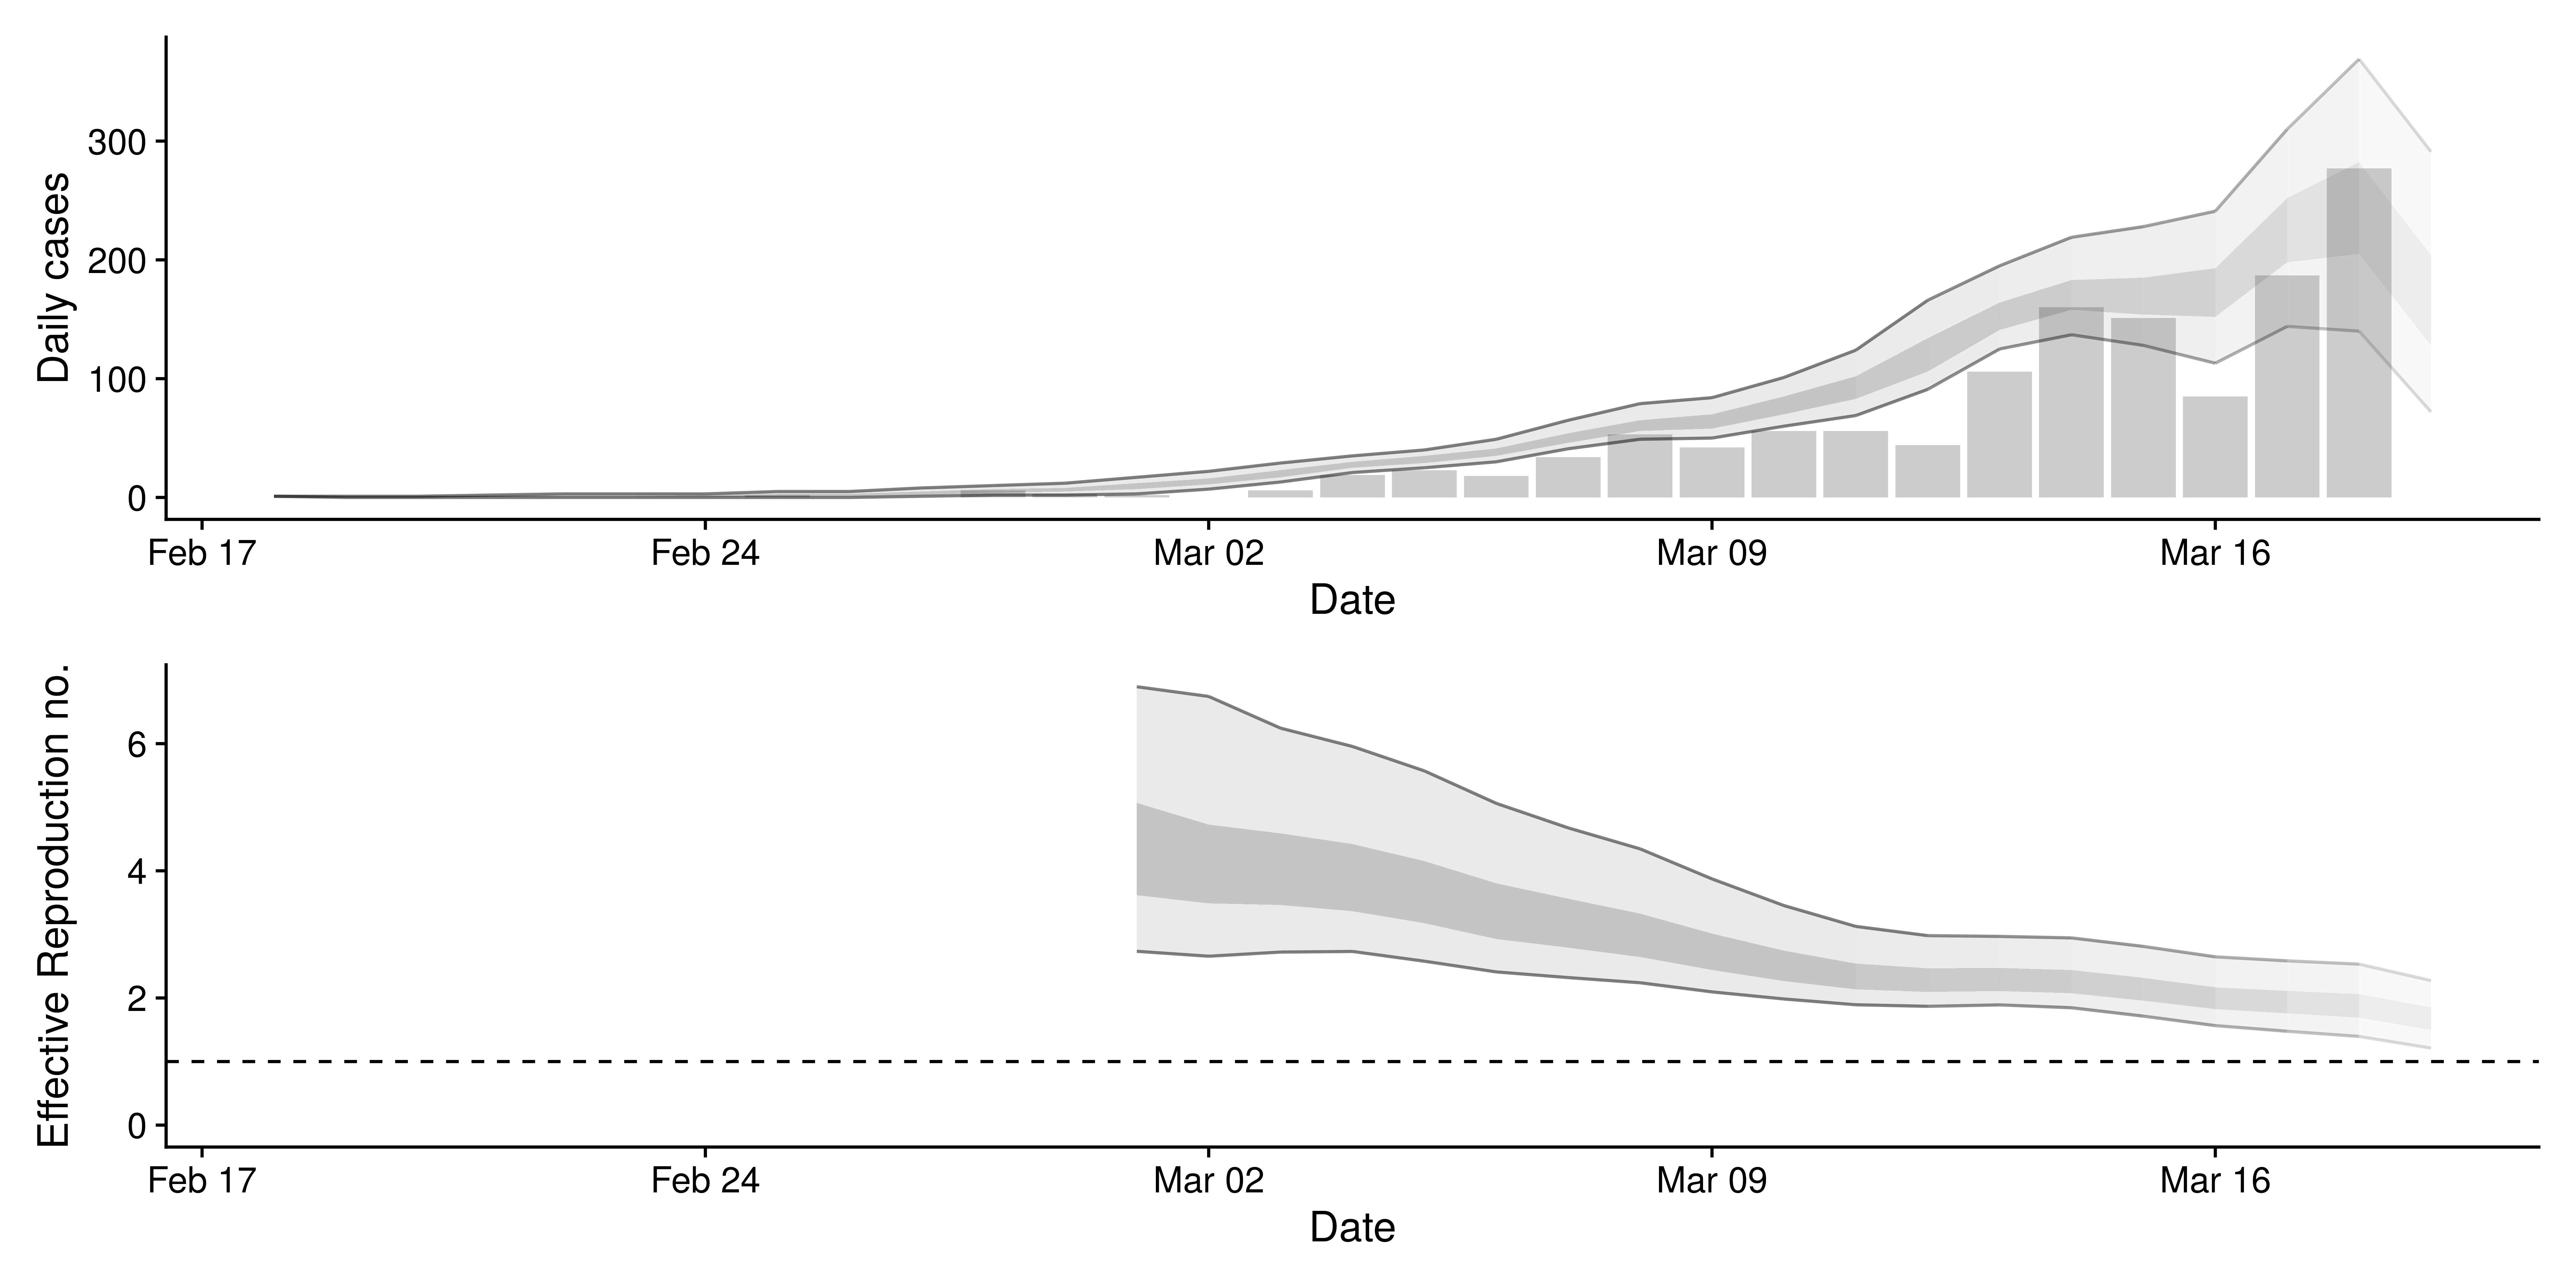 Daily cases
300
200
100
0
Feb 17 Feb 24 Mar 02 Mar 09 Mar 16
Date
Effective Reproduction no.
6
4
2
0
Feb 17 Feb 24 Mar 02 Mar 09 Mar 16
Date